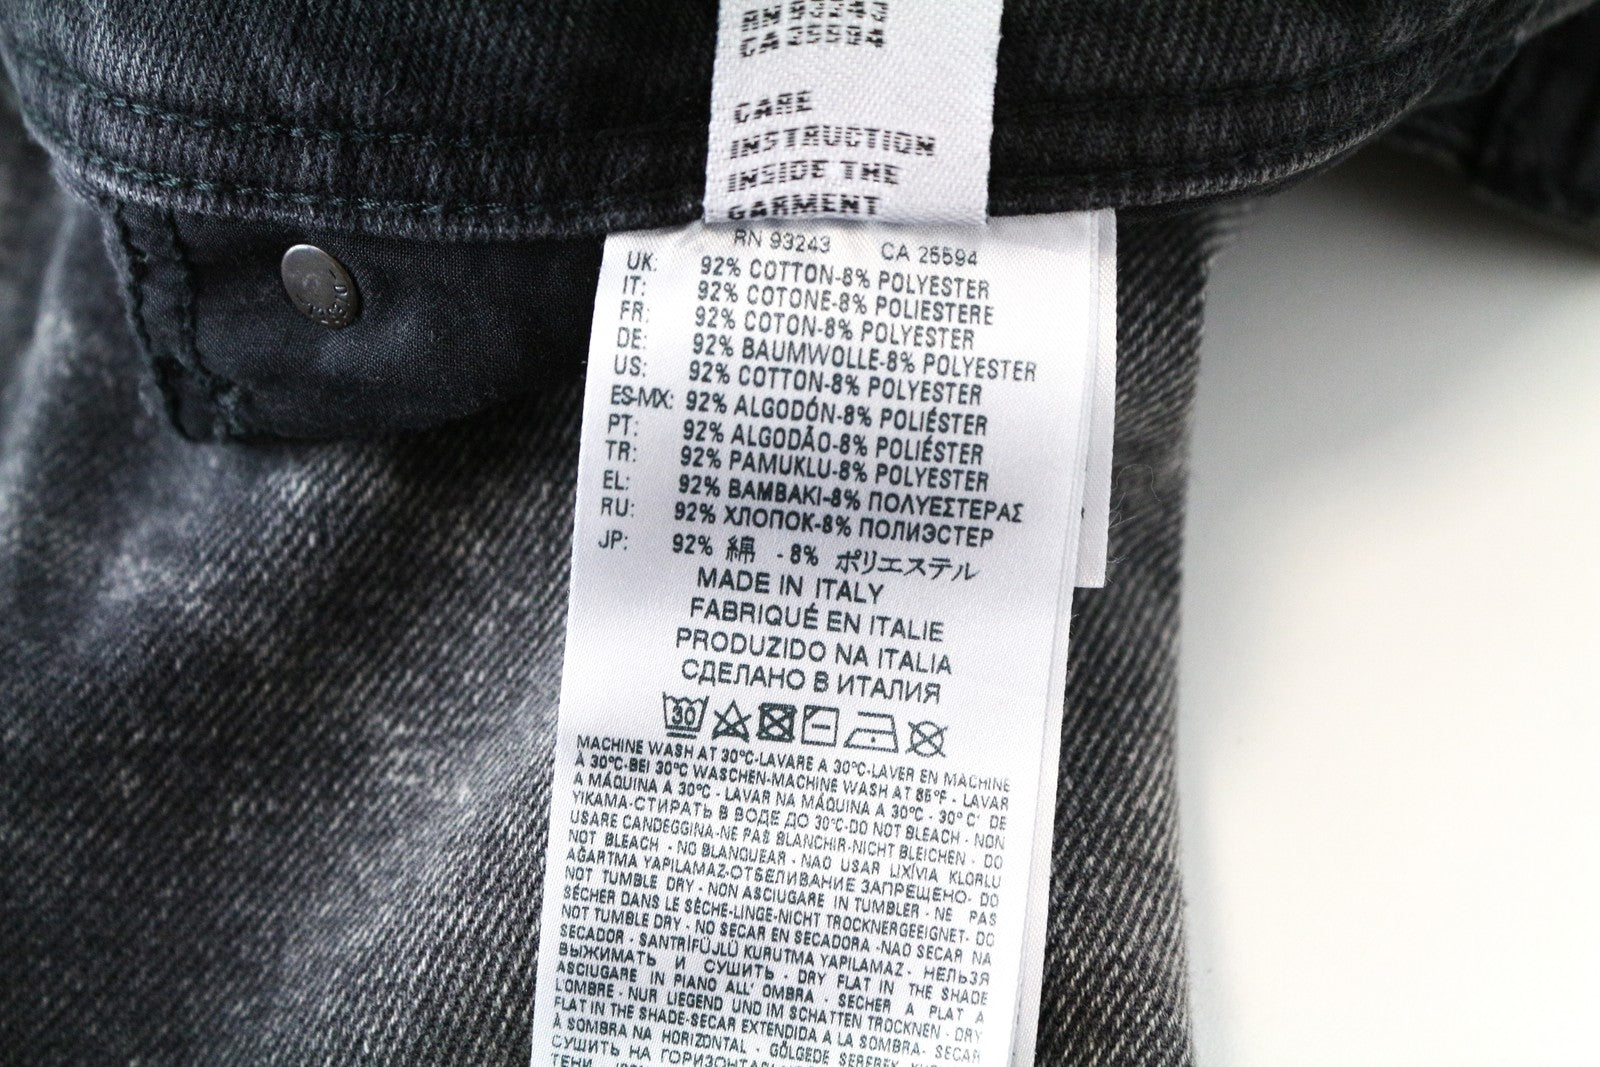 CARE
INSTRUCTION
INSIDE THE
GARMENT
RN 93243 CA 25594
UK: 92% COTTON-8% POLYESTER
IT: 92% COTONE-8% POLIESTERE
FR: 92% COTON-8% POLYESTER
DE: 92% BAUMWOLLE-8% POLYESTER
US: 92% COTTON-8% POLYESTER
ES-MX: 92% ALGODÓN-8% POLIÉSTER
PT: 92% ALGODÃO-8% POLIÉSTER
TR: 92% PAMUKLU-8% POLYESTER
EL: 92% ΒΑΜΒΑΚΙ-8% ΠΟΛΥΕΣΤΕΡΑΣ
RU: 92% ХЛОПОК-8% ПОЛИЭСТЕР
JP: 92% 綿 - 8% ポリエステル
MADE IN ITALY
FABRIQUÉ EN ITALIE
PRODUZIDO NA ITALIA
СДЕЛАНО В ИТАЛИЯ
30
MACHINE WASH AT 30°C-LAVARE A 30°C-LAVER EN MACHINE
À 30°C-BEI 30°C WASCHEN-MACHINE WASH AT 85°F - LAVAR
A MÁQUINA A 30°C - LAVAR NA MÁQUINA A 30°C - 30° C' DE
YIKAMA-СТИРАТЬ В ВОДЕ ДО 30°C-DO NOT BLEACH - NON
USARE CANDEGGINA-NE PAS BLANCHIR-NICHT BLEICHEN - DO
NOT BLEACH - NO BLANQUEAR - NAO USAR LIXÍVIA KLORLU
AĞARTMA YAPILAMAZ-ОТБЕЛИВАНИЕ ЗАПРЕЩЕНО- DO
NOT TUMBLE DRY - NON ASCIUGARE IN TUMBLER - NE PAS
SÉCHER DANS LE SÈCHE-LINGE-NICHT TROCKNERGEEIGNET- DO
NOT TUMBLE DRY - NO SECAR EN SECADORA -NAO SECAR NA
SECADOR - SANTRİFÜJLÜ KURUTMA YAPILAMAZ - НЕЛЬЗЯ
ВЫЖИМАТЬ И СУШИТЬ - DRY FLAT IN THE SHADE
ASCIUGARE IN PIANO ALL' OMBRA - SÉCHER À PLAT À
L'OMBRE - NUR LIEGEND UND IM SCHATTEN TROCKNEN - DRY
FLAT IN THE SHADE-SECAR EXTENDIDA A LA SOMBRA- SECAR
À SOMBRA NA HORIZONTAL - GÖLGEDE SEREREK
СУШИТЬ НА
ТЕНИ